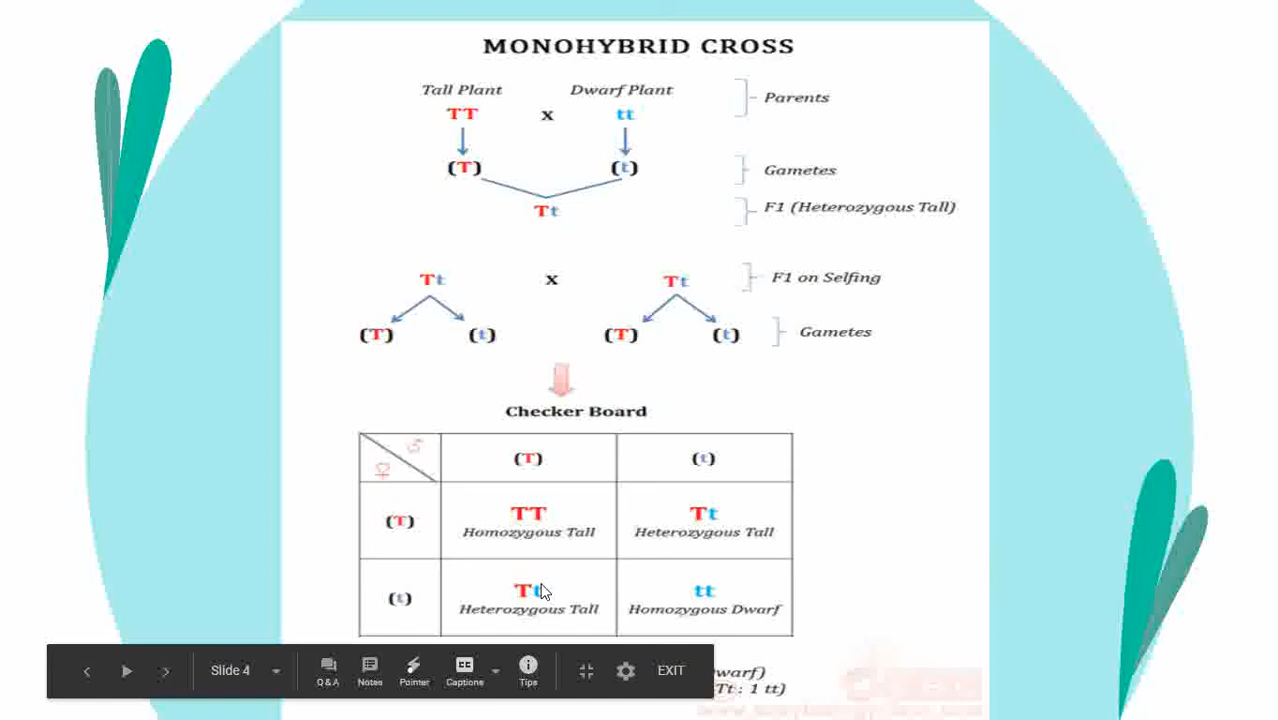 MONOHYBRID CROSS
Tall Plant Dwarf Plant
Parents
TT x tt
(T) (t) Gametes
Tt F1 (Heterozygous Tall)
Tt x Tt F1 on Selfing
(T) (t) (T) (t) Gametes
Checker Board
♂ (T) (t)
♀
(T) TT Tt
Homozygous Tall Heterozygous Tall
(t) Tt tt
Heterozygous Tall Homozygous Dwarf
Slide 4
Q & A Notes Pointer Captions Tips EXIT
warf)
Tt : 1 tt)